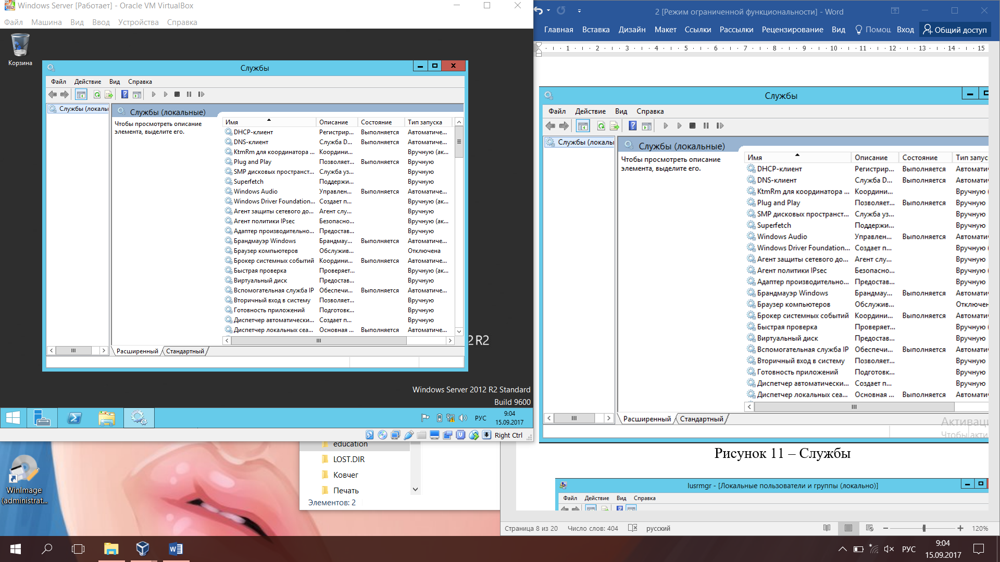 Windows Server [Работает] - Oracle VM VirtualBox
Файл Машина Вид Ввод Устройства Справка
Корзина
Службы
Файл Действие Вид Справка
Службы (локаль
Службы (локальные)
Чтобы просмотреть описание
элемента, выделите его.
Имя Описание Состояние Тип запуска
DHCP-клиент Регистрир... Выполняется Автоматиче...
DNS-клиент Служба D... Выполняется Автоматиче...
KtmRm для координатора ... Координи... Вручную (ак...
Plug and Play Позволяет... Выполняется Вручную
SMP дисковых пространст... Служба уз... Вручную
Superfetch Поддержи... Вручную
Windows Audio Управлен... Выполняется Автоматиче...
Windows Driver Foundation... Создает п... Вручную (ак...
Агент защиты сетевого до... Агент слу... Вручную
Агент политики IPsec Безопасно... Вручную (ак...
Адаптер производительно... Предостав... Вручную
Брандмауэр Windows Брандмау... Выполняется Автоматиче...
Браузер компьютеров Обслужив... Отключена
Брокер системных событий Координи... Выполняется Автоматиче...
Быстрая проверка Проверяет... Вручную (ак...
Виртуальный диск Предостав... Вручную
Вспомогательная служба IP Обеспечи... Выполняется Автоматиче...
Вторичный вход в систему Позволяет... Вручную
Готовность приложений Подготовк... Вручную
Диспетчер автоматически... Создает п... Вручную
Диспетчер локальных сеа... Основная ... Выполняется Автоматиче...
Расширенный Стандартный
2 R2
Windows Server 2012 R2 Standard
Build 9600
РУС
9:04
15.09.2017
Right Ctrl
WinImage
(administrat...
education
LOST.DIR
Ковчег
Печать
Элементов: 2
2 [Режим ограниченной функциональности] - Word
Главная Вставка Дизайн Макет Ссылки Рассылки Рецензирование Вид Помощ Вход Общий доступ
1 2 3 4 5 6 7 8 9 10 11 12 13 14 15
Службы
Файл Действие Вид Справка
Службы (локаль
Службы (локальные)
Чтобы просмотреть описание
элемента, выделите его.
Имя Описание Состояние Тип запус
DHCP-клиент Регистрир... Выполняется Автомати
DNS-клиент Служба D... Выполняется Автомати
KtmRm для координатора ... Координи... Вручную (
Plug and Play Позволяет... Выполняется Вручную
SMP дисковых пространст... Служба уз... Вручную
Superfetch Поддержи... Вручную
Windows Audio Управлен... Выполняется Автомати
Windows Driver Foundation... Создает п... Вручную (
Агент защиты сетевого до... Агент слу... Вручную
Агент политики IPsec Безопасно... Вручную (
Адаптер производительно... Предостав... Вручную
Брандмауэр Windows Брандмау... Выполняется Автомати
Браузер компьютеров Обслужив... Отключен
Брокер системных событий Координи... Выполняется Автомати
Быстрая проверка Проверяет... Вручную (
Виртуальный диск Предостав... Вручную
Вспомогательная служба IP Обеспечи... Выполняется Автомати
Вторичный вход в систему Позволяет... Вручную
Готовность приложений Подготовк... Вручную
Диспетчер автоматически... Создает п... Вручную
Диспетчер локальных сеа... Основная ... Выполняется Автомати
Расширенный Стандартный
Активаци
Чтобы акти
Рисунок 11 – Службы
lusrmgr - [Локальные пользователи и группы (локально)]
Файл Действие Вид Справка
Страница 8 из 20 Число слов: 404 русский 120%
РУС
9:04
15.09.2017